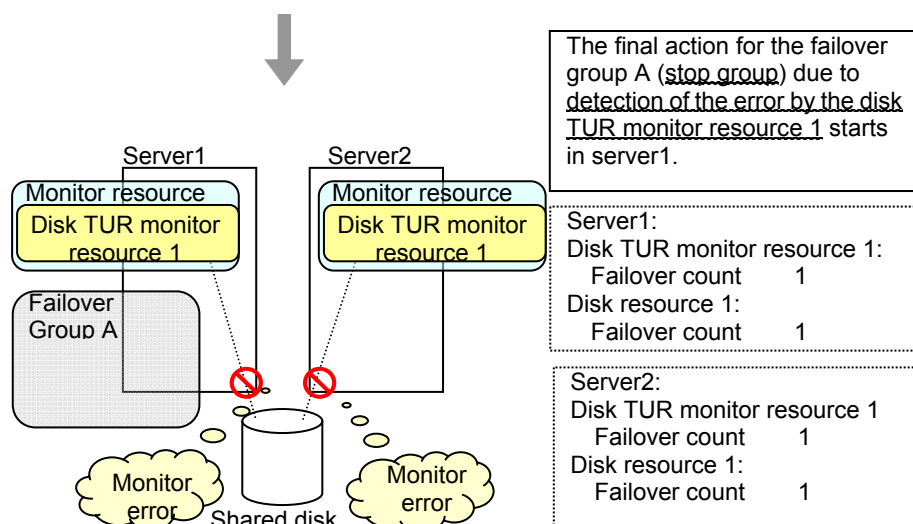 The final action for the failover
group A (stop group) due to
detection of the error by the disk
TUR monitor resource 1 starts
in server1.
Server1
Server2
Monitor resource
Disk TUR monitor
resource 1
Monitor resource
Disk TUR monitor
resource 1
Failover
Group A
Monitor
error
Shared disk
Monitor
error
Server1:
Disk TUR monitor resource 1:
Failover count 1
Disk resource 1:
Failover count 1
Server2:
Disk TUR monitor resource 1
Failover count 1
Disk resource 1:
Failover count 1